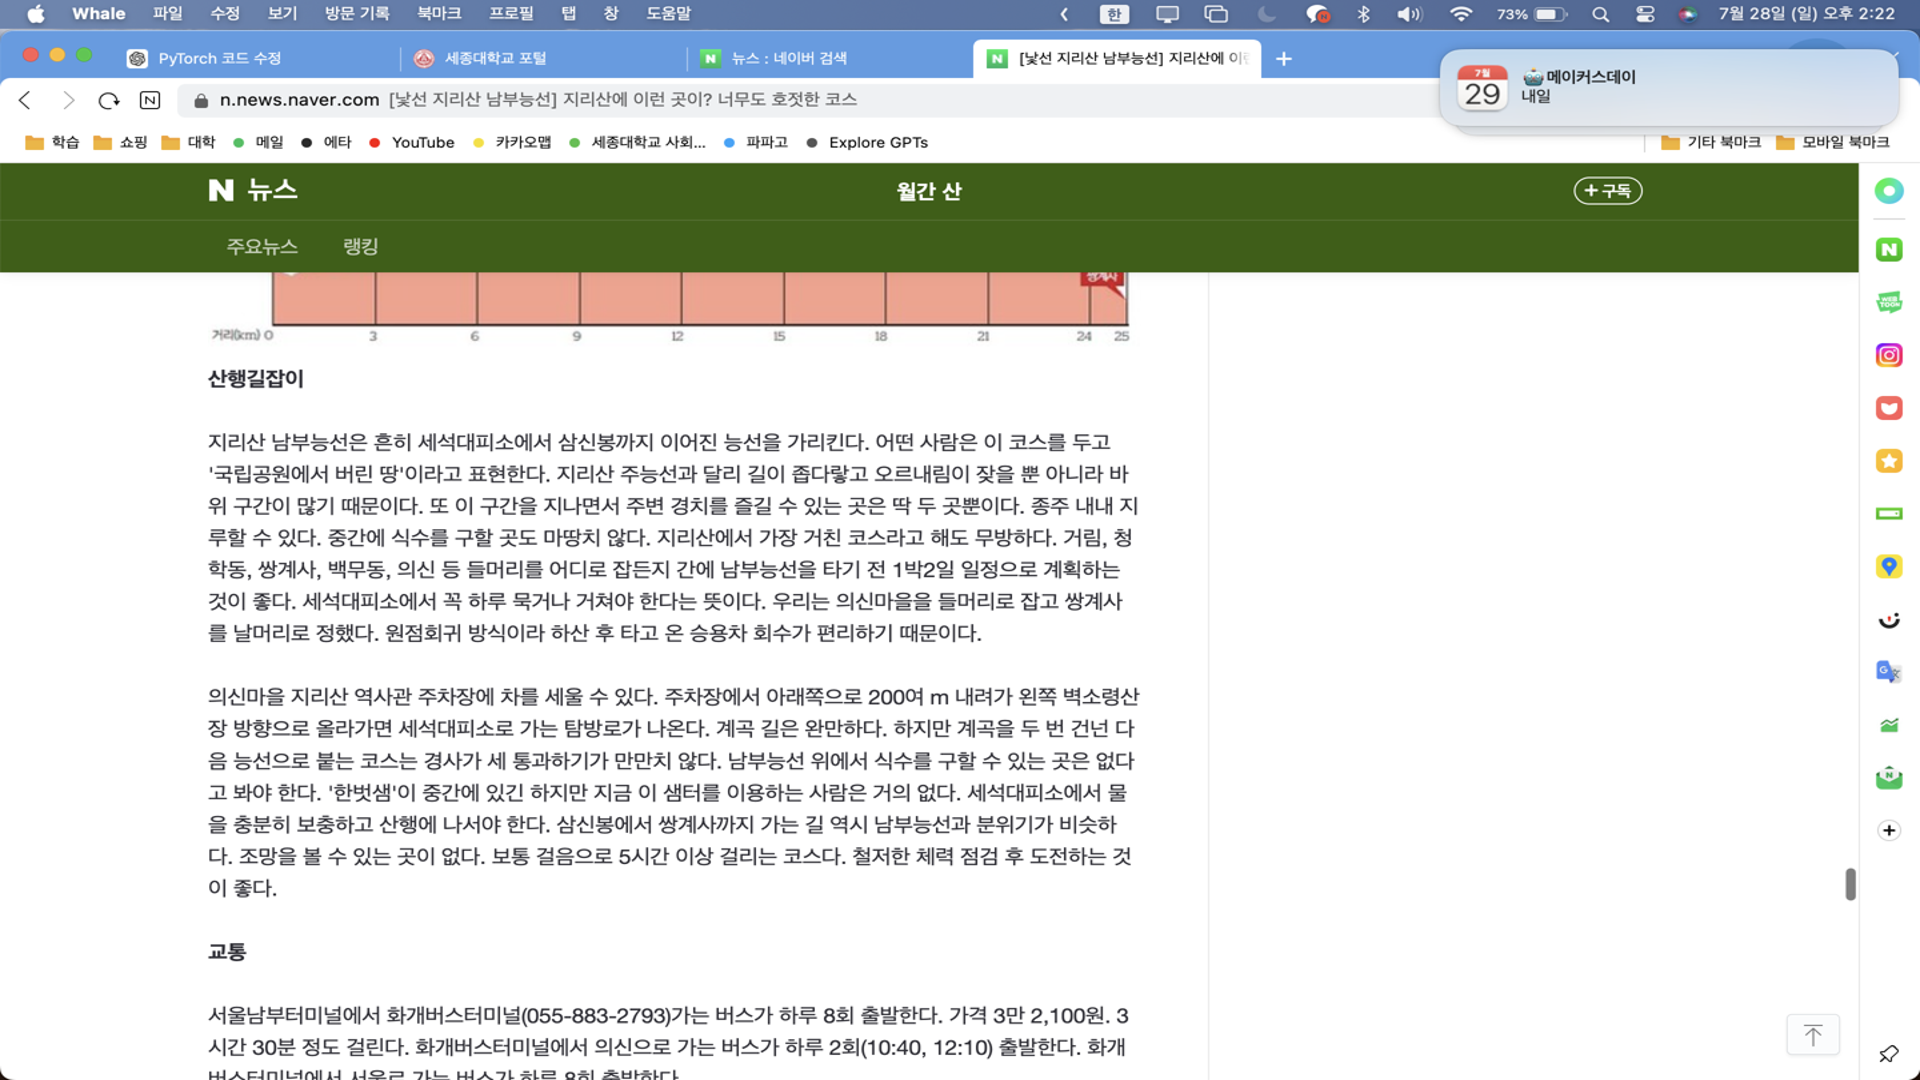 Whale 파일 수정 보기 방문 기록 북마크 프로필 탭 창 도움말 한 73% 7월 28일 (일) 오후 2:22
PyTorch 코드 수정 세종대학교 포털 뉴스 : 네이버 검색 [낯선 지리산 남부능선] 지리산에 이런
7월 29 메이커스데이
내일
n.news.naver.com [낯선 지리산 남부능선] 지리산에 이런 곳이? 너무도 호젓한 코스
학습 쇼핑 대학 메일 에타 YouTube 카카오맵 세종대학교 사회... 파파고 Explore GPTs 기타 북마크 모바일 북마크
N 뉴스 월간 산 + 구독
주요뉴스 랭킹
쌍계사
거리(km) 0 3 6 9 12 15 18 21 24 25
산행길잡이
지리산 남부능선은 흔히 세석대피소에서 삼신봉까지 이어진 능선을 가리킨다. 어떤 사람은 이 코스를 두고
'국립공원에서 버린 땅'이라고 표현한다. 지리산 주능선과 달리 길이 좁다랗고 오르내림이 잦을 뿐 아니라 바
위 구간이 많기 때문이다. 또 이 구간을 지나면서 주변 경치를 즐길 수 있는 곳은 딱 두 곳뿐이다. 종주 내내 지
루할 수 있다. 중간에 식수를 구할 곳도 마땅치 않다. 지리산에서 가장 거친 코스라고 해도 무방하다. 거림, 청
학동, 쌍계사, 백무동, 의신 등 들머리를 어디로 잡든지 간에 남부능선을 타기 전 1박2일 일정으로 계획하는
것이 좋다. 세석대피소에서 꼭 하루 묵거나 거쳐야 한다는 뜻이다. 우리는 의신마을을 들머리로 잡고 쌍계사
를 날머리로 정했다. 원점회귀 방식이라 하산 후 타고 온 승용차 회수가 편리하기 때문이다.
의신마을 지리산 역사관 주차장에 차를 세울 수 있다. 주차장에서 아래쪽으로 200여 m 내려가 왼쪽 벽소령산
장 방향으로 올라가면 세석대피소로 가는 탐방로가 나온다. 계곡 길은 완만하다. 하지만 계곡을 두 번 건넌 다
음 능선으로 붙는 코스는 경사가 세 통과하기가 만만치 않다. 남부능선 위에서 식수를 구할 수 있는 곳은 없다
고 봐야 한다. '한벗샘'이 중간에 있긴 하지만 지금 이 샘터를 이용하는 사람은 거의 없다. 세석대피소에서 물
을 충분히 보충하고 산행에 나서야 한다. 삼신봉에서 쌍계사까지 가는 길 역시 남부능선과 분위기가 비슷하
다. 조망을 볼 수 있는 곳이 없다. 보통 걸음으로 5시간 이상 걸리는 코스다. 철저한 체력 점검 후 도전하는 것
이 좋다.
교통
서울남부터미널에서 화개버스터미널(055-883-2793)가는 버스가 하루 8회 출발한다. 가격 3만 2,100원. 3
시간 30분 정도 걸린다. 화개버스터미널에서 의신으로 가는 버스가 하루 2회(10:40, 12:10) 출발한다. 화개
버스터미널에서 서울로 가는 버스가 하루 8회 출발한다